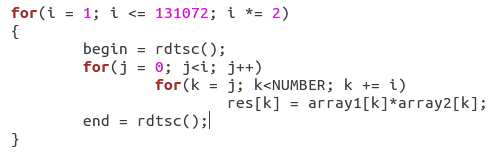 for(i = 1; i <= 131072; i *= 2)
{
        begin = rdtsc();
        for(j = 0; j<i; j++)
                for(k = j; k<NUMBER; k += i)
                        res[k] = array1[k]*array2[k];
        end = rdtsc();
}